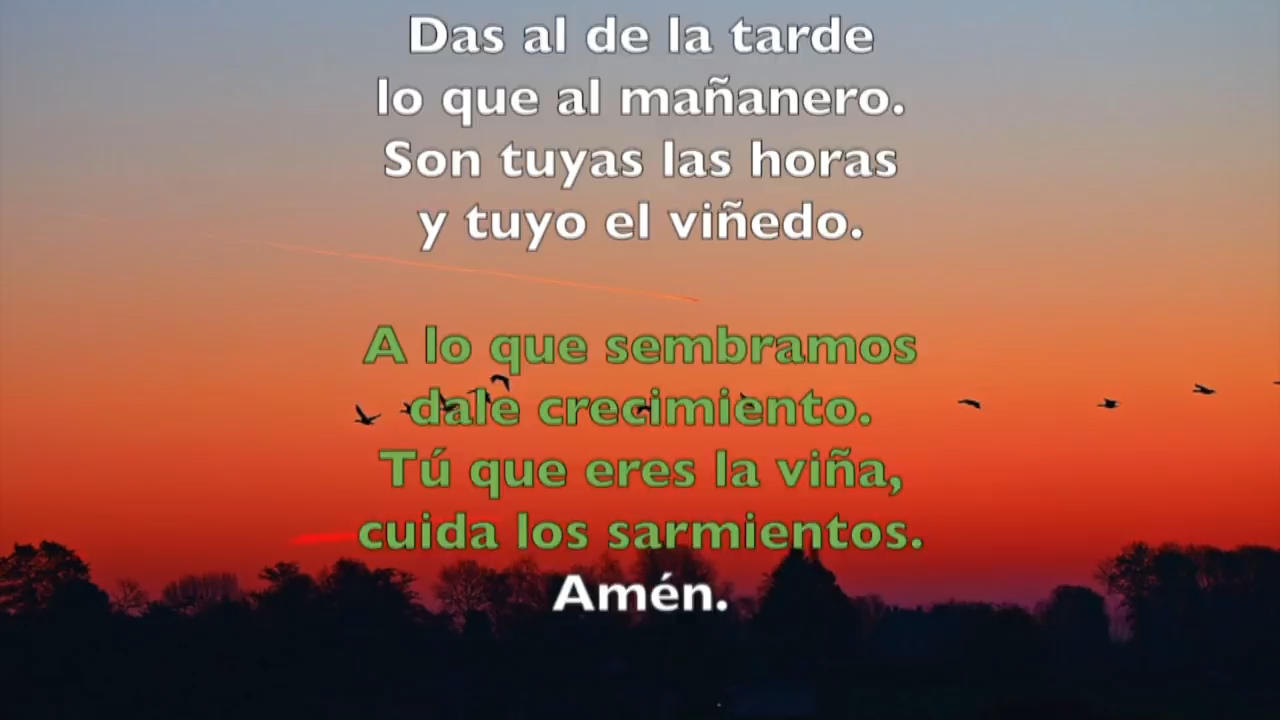 Das al de la tarde
lo que al mañanero.
Son tuyas las horas
y tuyo el viñedo.
A lo que sembramos
dale crecimiento.
Tú que eres la viña,
cuida los sarmientos.
Amén.